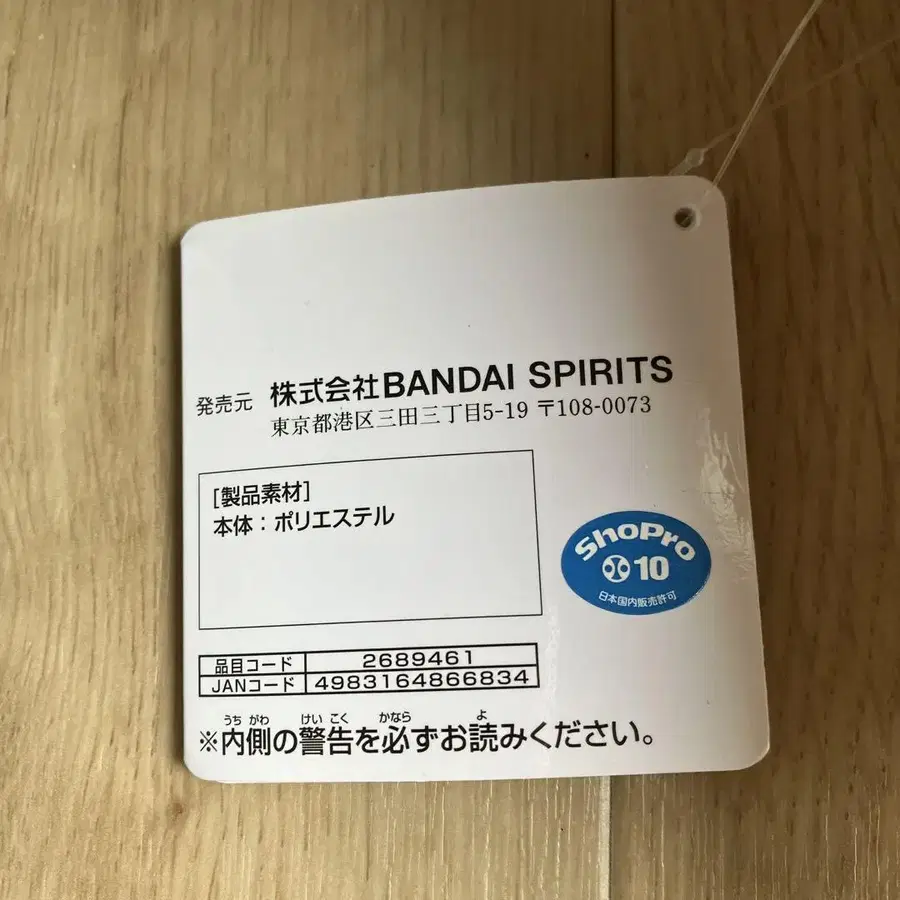 発売元 株式会社BANDAI SPIRITS
東京都港区三田三丁目5-19 〒108-0073
[製品素材]
本体：ポリエステル
ShoPro
10
日本国内販売許可
品目コード 2689461
JANコード 4983164866834
うちがわ けいこく かなら よ
※内側の警告を必ずお読みください。